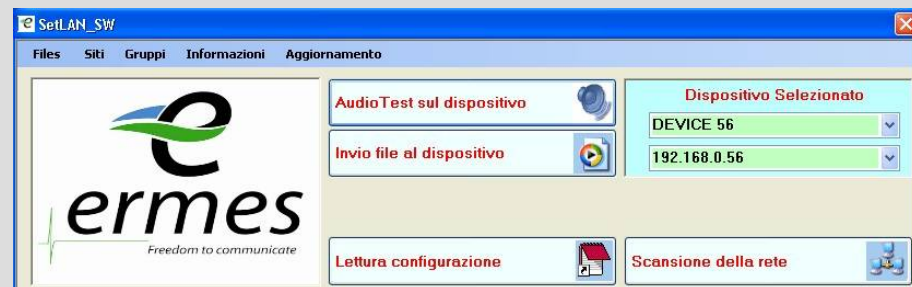 SetLAN_SW
Files Siti Gruppi Informazioni Aggiornamento
AudioTest sul dispositivo
Dispositivo Selezionato
DEVICE 56
Invio file al dispositivo
192.168.0.56
ermes
Freedom to communicate
Lettura configurazione
Scansione della rete